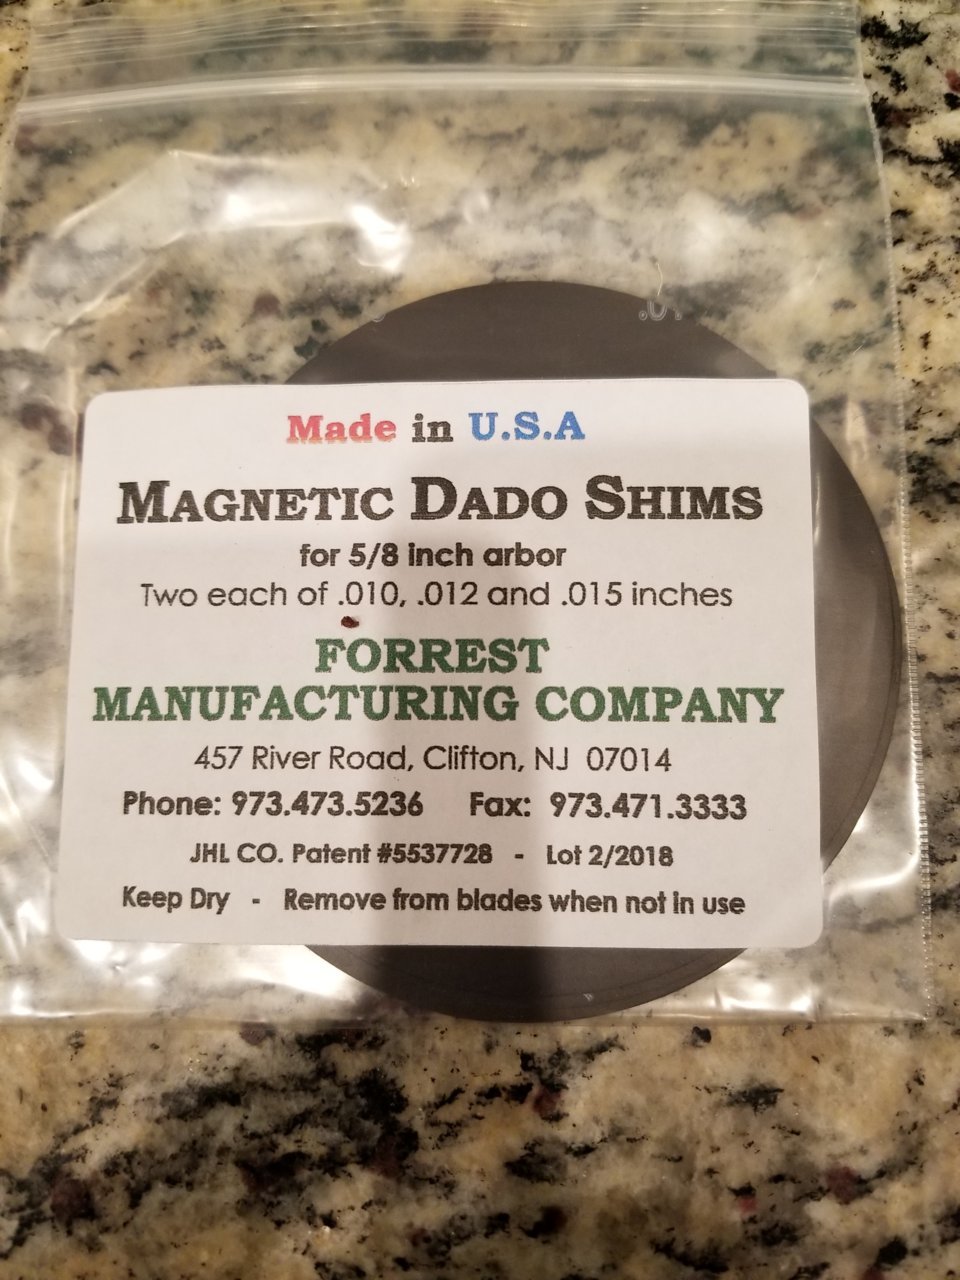 Made in U.S.A
MAGNETIC DADO SHIMS
for 5/8 inch arbor
Two each of .010, .012 and .015 inches
FORREST
MANUFACTURING COMPANY
457 River Road, Clifton, NJ 07014
Phone: 973.473.5236 Fax: 973.471.3333
JHL CO. Patent #5537728 - Lot 2/2018
Keep Dry - Remove from blades when not in use